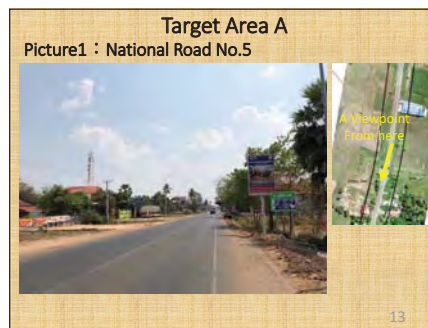 Target Area A
Picture1：National Road No.5
A Viewpoint
From here
13